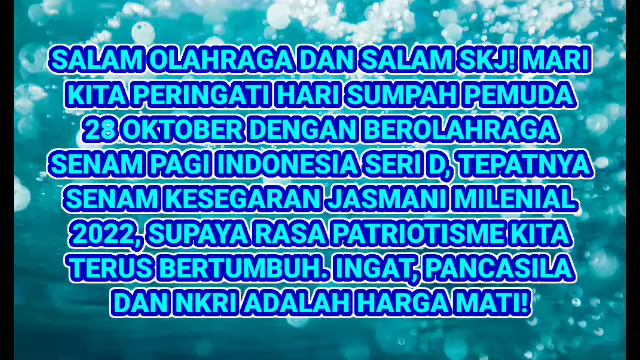 SALAM OLAHRAGA DAN SALAM SKJ! MARI
KITA PERINGATI HARI SUMPAH PEMUDA
28 OKTOBER DENGAN BEROLAHRAGA
SENAM PAGI INDONESIA SERI D, TEPATNYA
SENAM KESEGARAN JASMANI MILENIAL
2022, SUPAYA RASA PATRIOTISME KITA
TERUS BERTUMBUH. INGAT, PANCASILA
DAN NKRI ADALAH HARGA MATI!